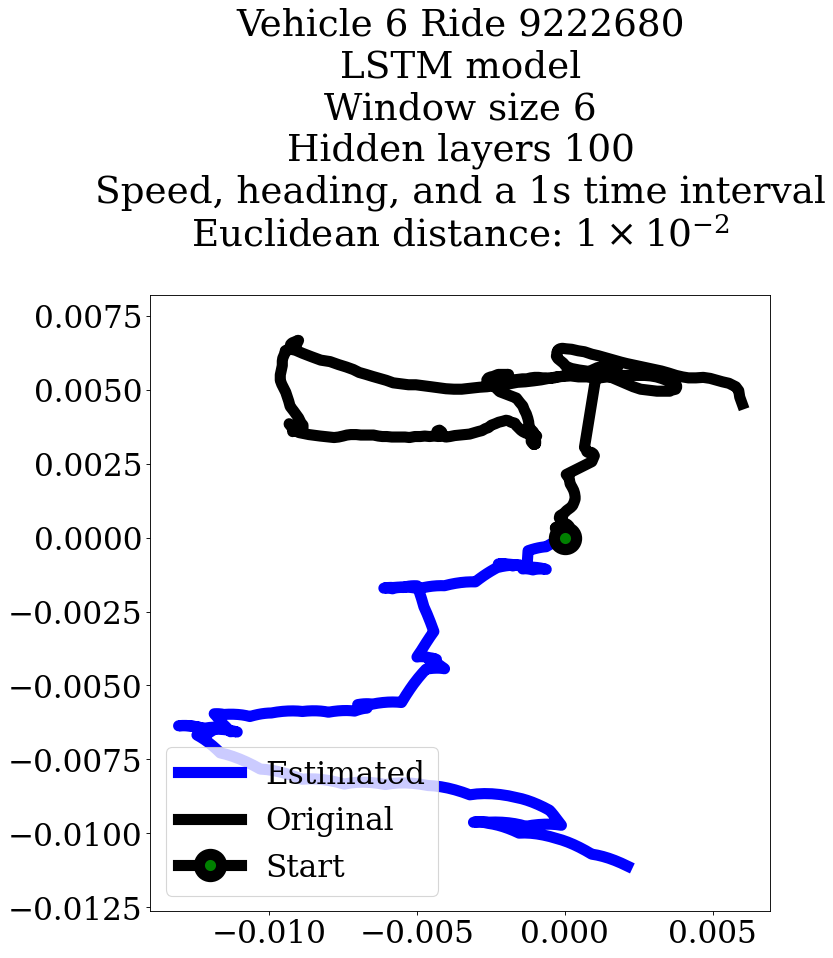 Vehicle 6 Ride 9222680
LSTM model
Window size 6
Hidden layers 100
Speed, heading, and a 1s time interval
Euclidean distance: 1 × 10⁻²
0.0075
0.0050
0.0025
0.0000
−0.0025
−0.0050
−0.0075
−0.0100
−0.0125
Estimated
Original
Start
−0.010 −0.005 0.000 0.005